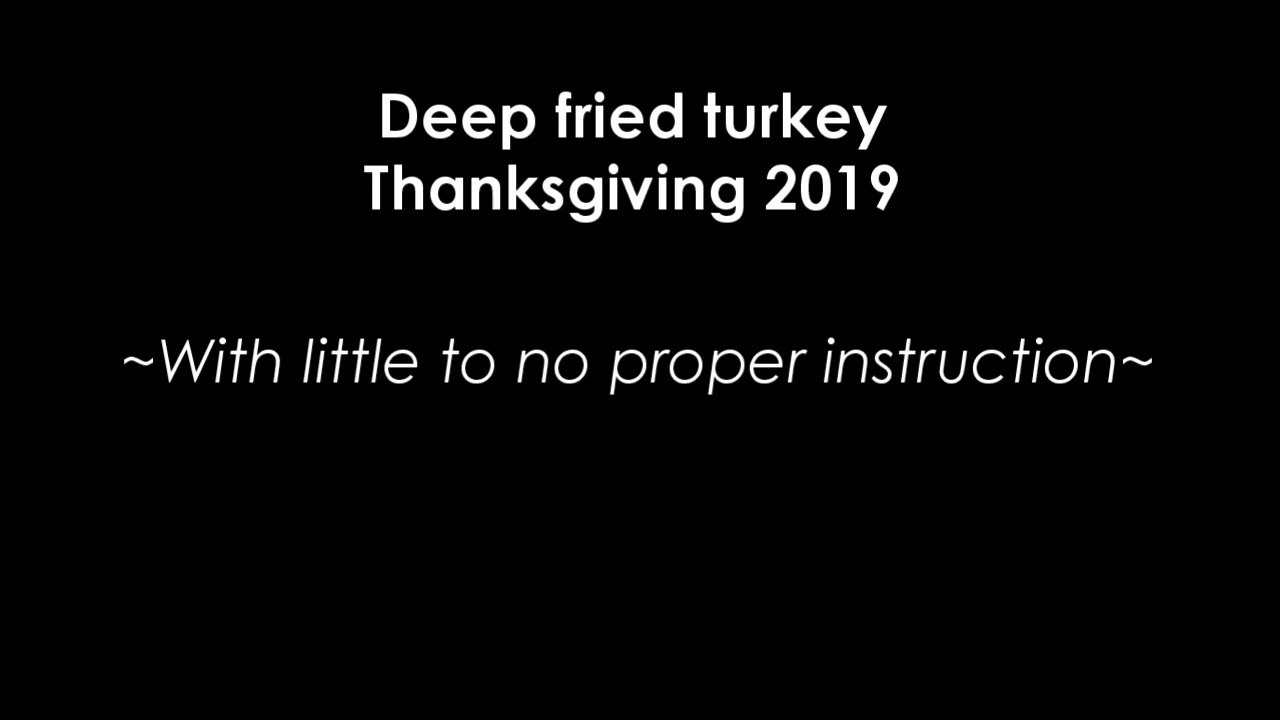 Deep fried turkey
Thanksgiving 2019
~With little to no proper instruction~